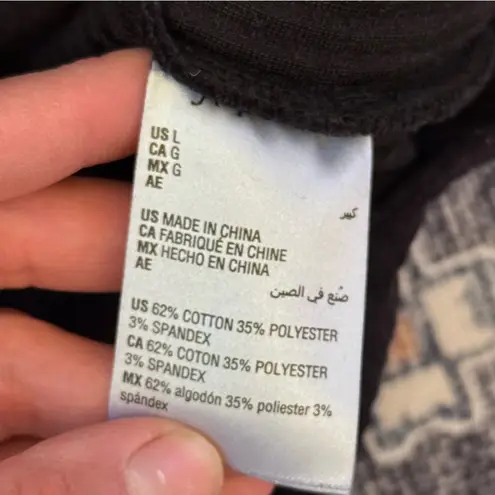 US L
CA G
MX G
AE كبير
US MADE IN CHINA
CA FABRIQUÉ EN CHINE
MX HECHO EN CHINA
AE صُنع في الصين
US 62% COTTON 35% POLYESTER
3% SPANDEX
CA 62% COTON 35% POLYESTER
3% SPANDEX
MX 62% algodón 35% poliester 3%
spándex